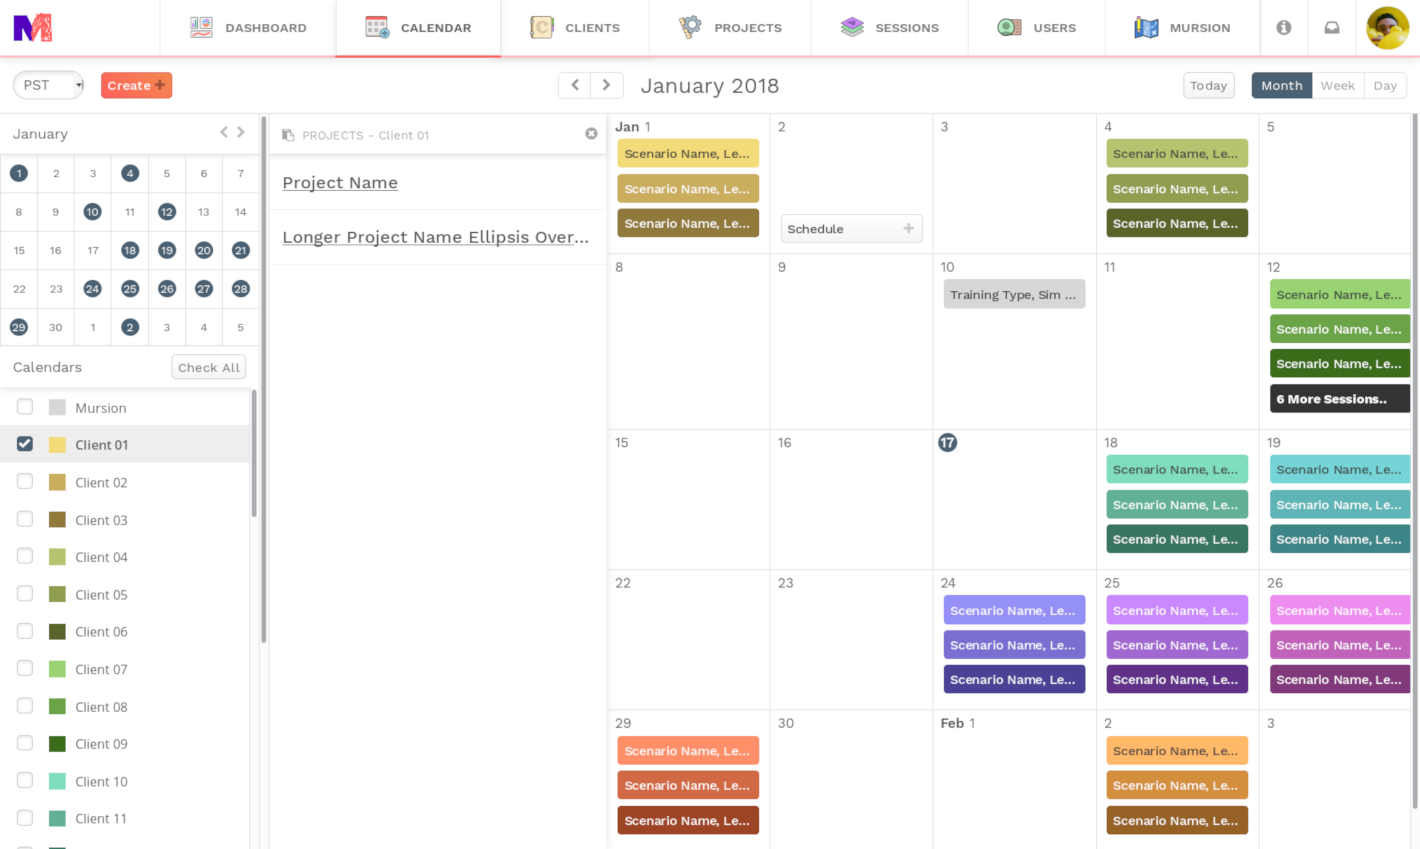 DASHBOARD
CALENDAR
CLIENTS
PROJECTS
SESSIONS
USERS
MURSION
PST
Create
January 2018
Today
Month
Week
Day
January
1 2 3 4 5 6 7
8 9 10 11 12 13 14
15 16 17 18 19 20 21
22 23 24 25 26 27 28
29 30 1 2 3 4 5
Calendars
Check All
Mursion
Client 01
Client 02
Client 03
Client 04
Client 05
Client 06
Client 07
Client 08
Client 09
Client 10
Client 11
PROJECTS - Client 01
Project Name
Longer Project Name Ellipsis Over...
Jan 1
Scenario Name, Le...
Scenario Name, Le...
Scenario Name, Le...
2
Schedule
3
4
Scenario Name, Le...
Scenario Name, Le...
Scenario Name, Le...
5
8
9
10
Training Type, Sim ...
11
12
Scenario Name, Le...
Scenario Name, Le...
Scenario Name, Le...
6 More Sessions..
15
16
17
18
Scenario Name, Le...
Scenario Name, Le...
Scenario Name, Le...
19
Scenario Name, Le...
Scenario Name, Le...
Scenario Name, Le...
22
23
24
Scenario Name, Le...
Scenario Name, Le...
Scenario Name, Le...
25
Scenario Name, Le...
Scenario Name, Le...
Scenario Name, Le...
26
Scenario Name, Le...
Scenario Name, Le...
Scenario Name, Le...
29
Scenario Name, Le...
Scenario Name, Le...
Scenario Name, Le...
30
Feb 1
2
Scenario Name, Le...
Scenario Name, Le...
Scenario Name, Le...
3